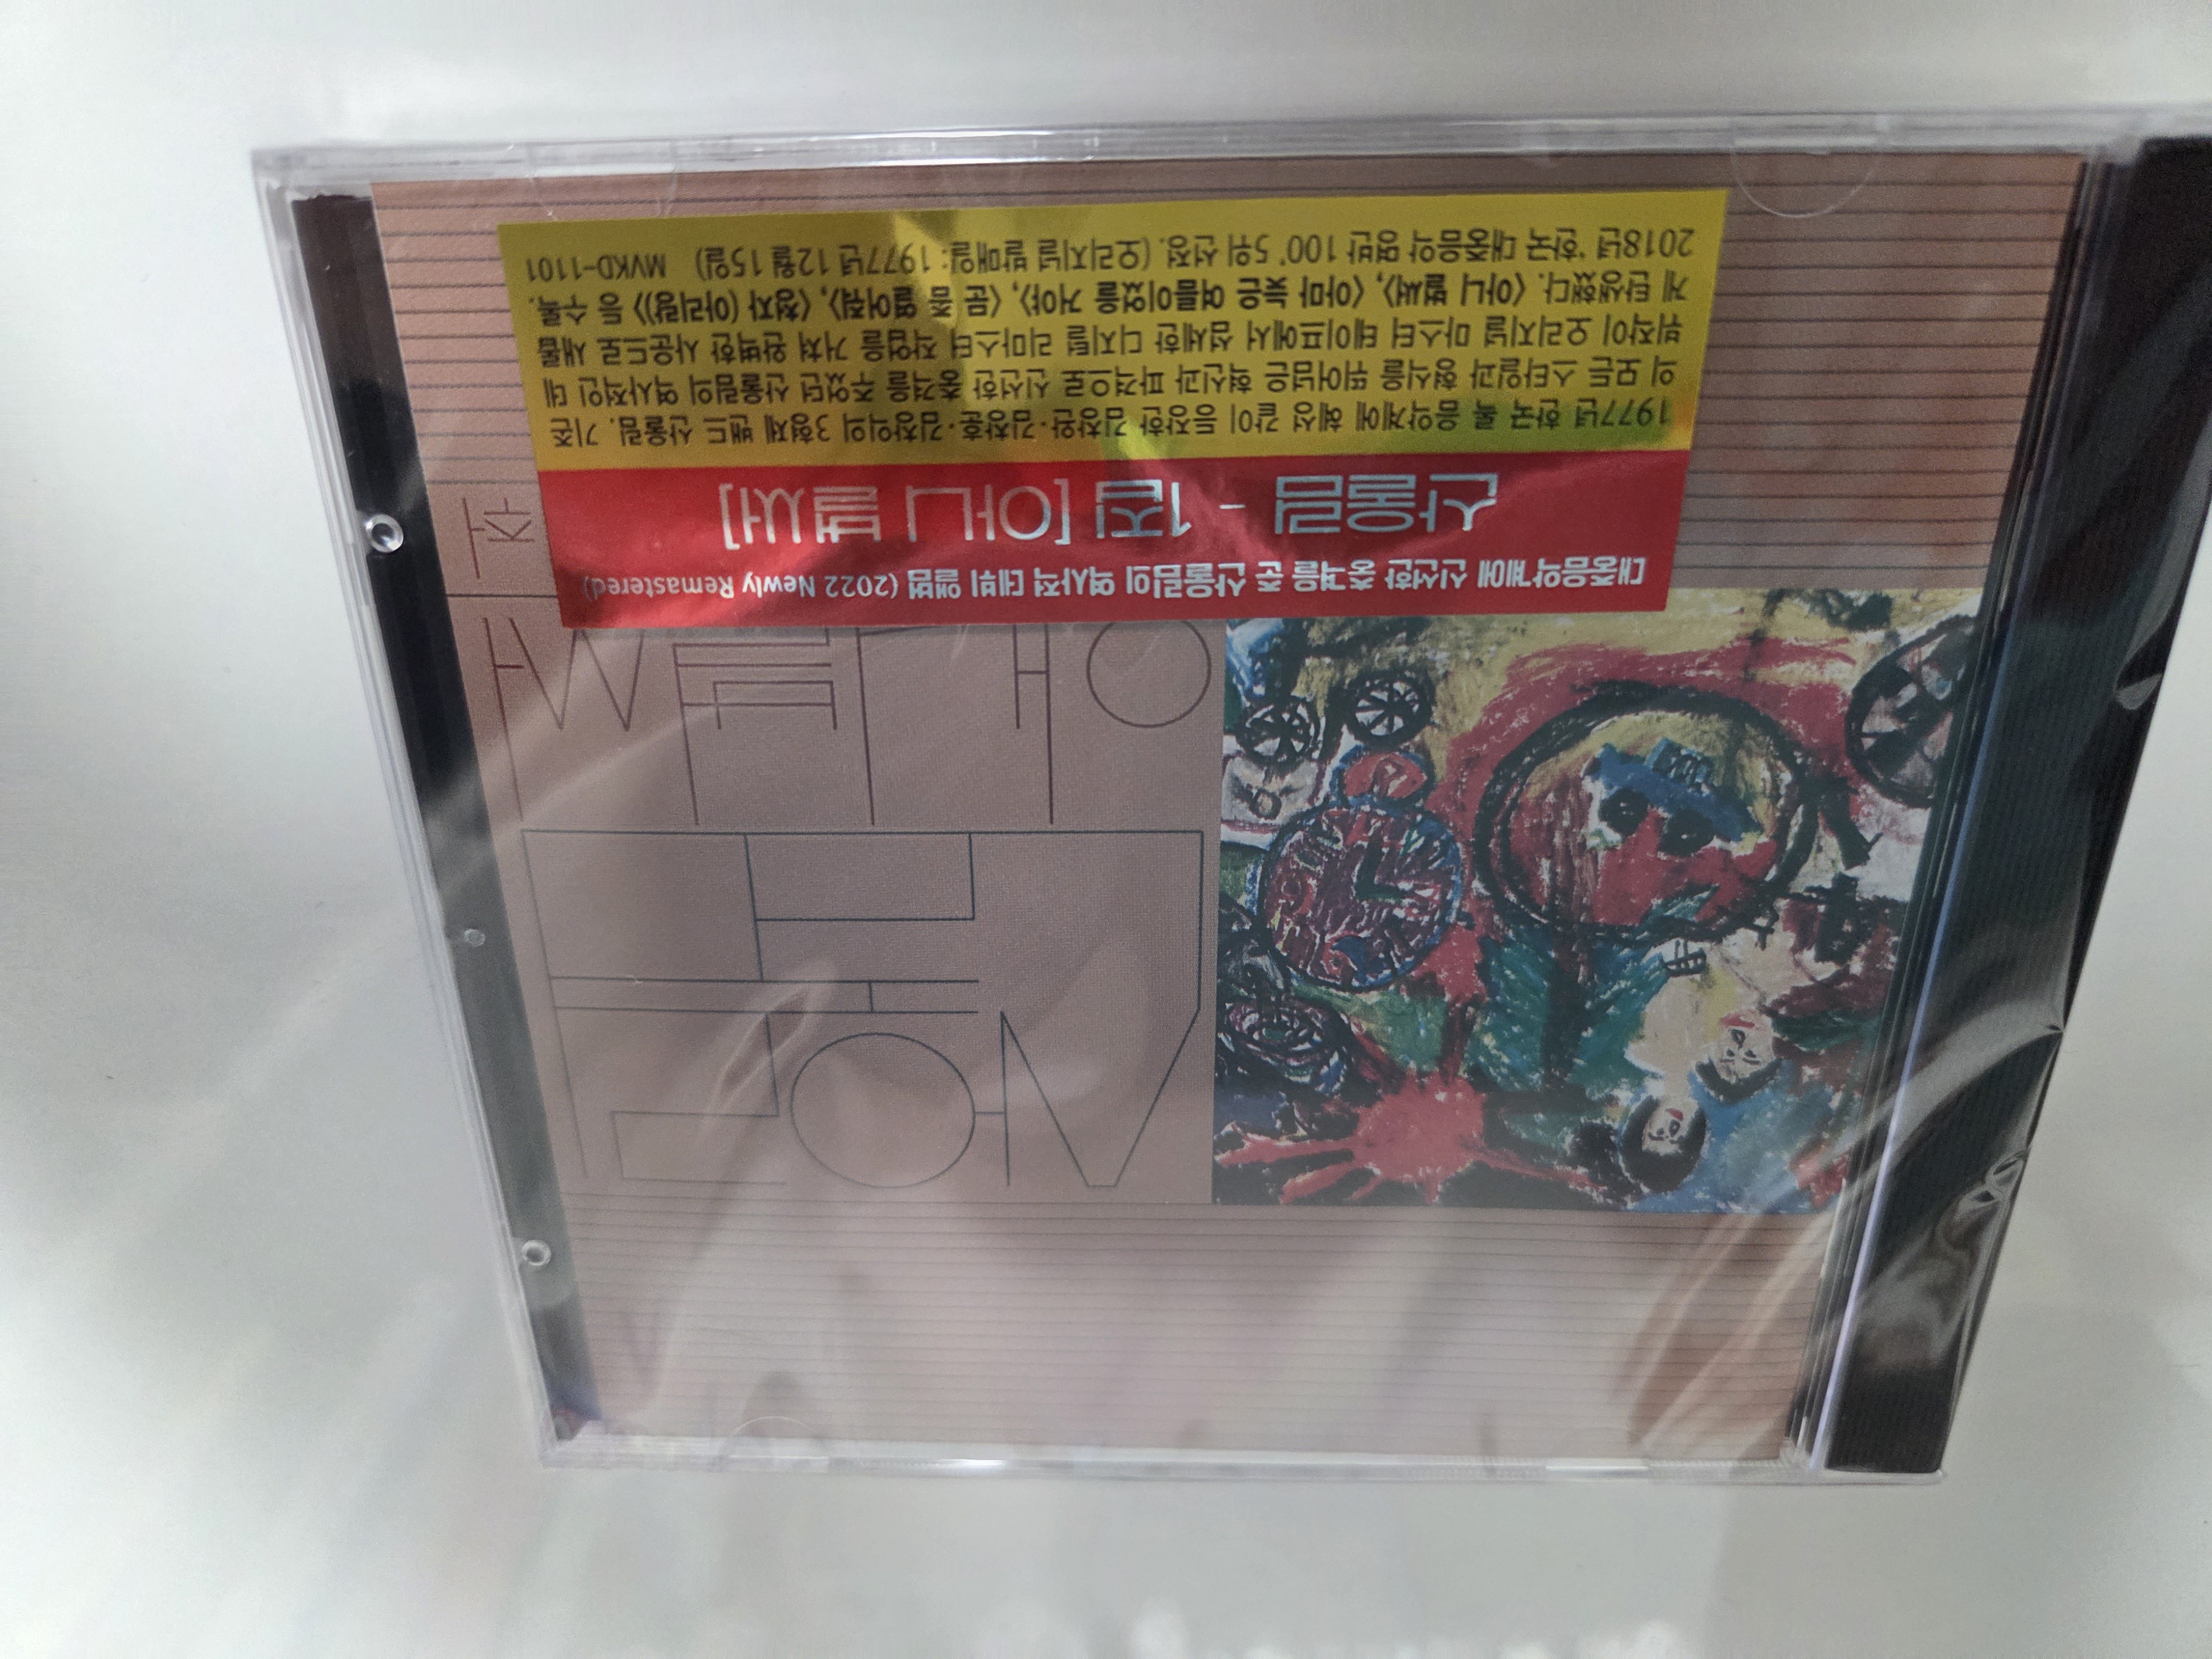 산울림
대중음악계에 신선한 충격을 준 산울림의 역사적 데뷔 앨범 (2022 Newly Remastered)
산울림 - 1집 [아니 벌써]
1977년 한국 록 음악계에 혜성 같이 등장한 김창완·김창훈·김창익의 3형제 밴드 산울림. 기존
의 모든 스타일과 형식을 뛰어넘은 혁신과 파격으로 신선한 충격을 주었던 산울림의 역사적인 데
뷔작이 오리지널 마스터 테이프에서 섬세한 디지털 리마스터 작업을 거쳐 완벽한 사운드로 새롭
게 탄생했다. 〈아니 벌써〉, 〈아마 늦은 여름이었을 거야〉, 〈문 좀 열어줘〉, 〈청자 (아리랑)〉 등 수록.
2018년 '한국 대중음악 명반 100' 5위 선정. (오리지널 발매일: 1977년 12월 15일) MVKD-1101